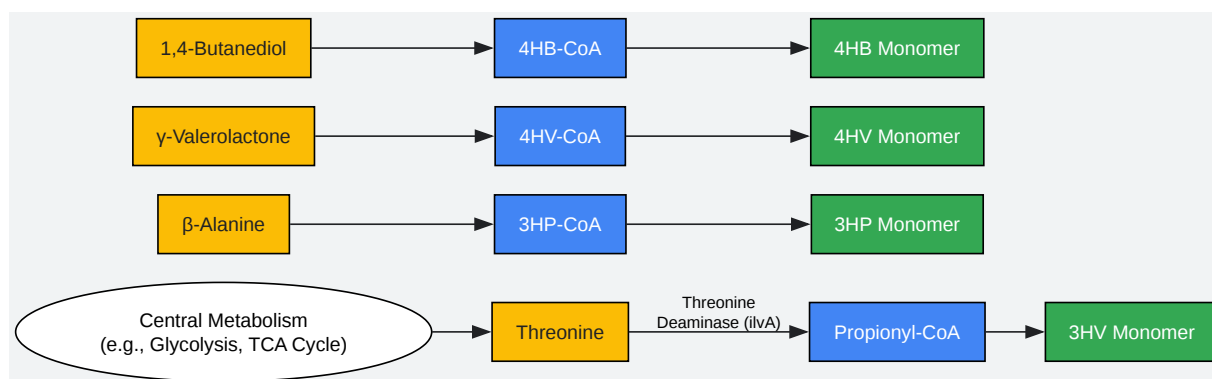 1,4-Butanediol
4HB-CoA
4HB Monomer
γ-Valerolactone
4HV-CoA
4HV Monomer
β-Alanine
3HP-CoA
3HP Monomer
Central Metabolism
(e.g., Glycolysis, TCA Cycle)
Threonine
Threonine
Deaminase (ilvA)
Propionyl-CoA
3HV Monomer